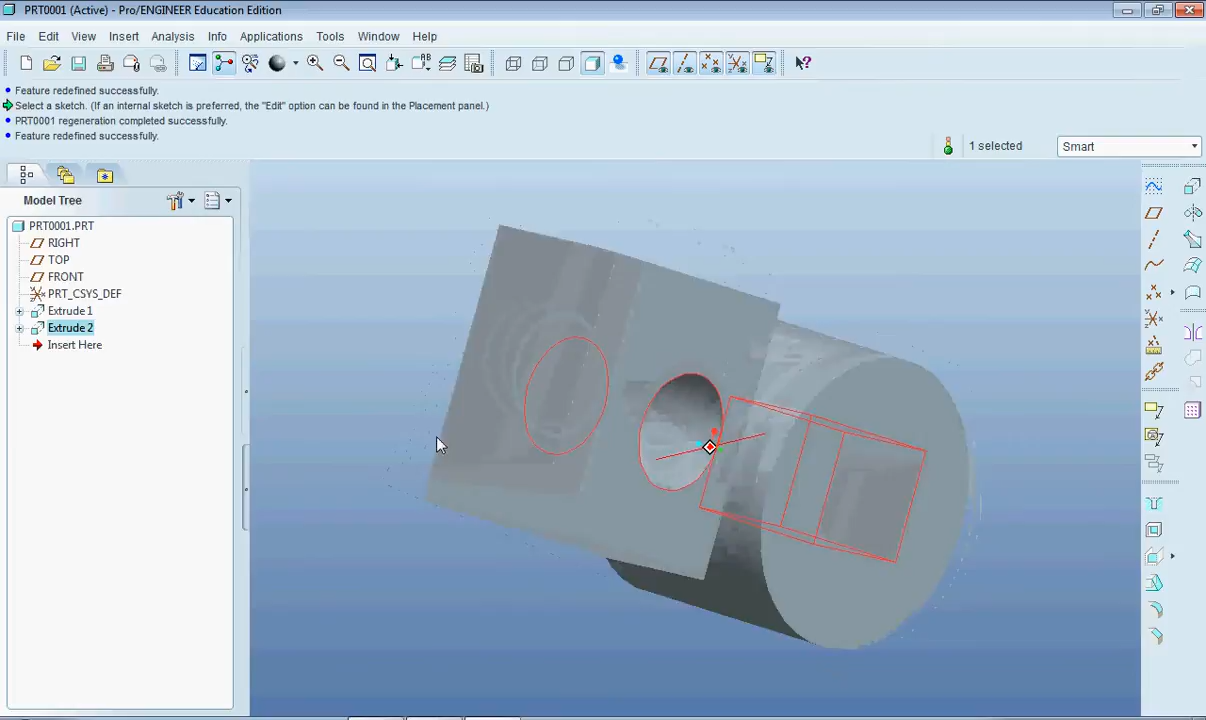 PRT0001 (Active) - Pro/ENGINEER Education Edition
File Edit View Insert Analysis Info Applications Tools Window Help
Feature redefined successfully.
Select a sketch. (If an internal sketch is preferred, the "Edit" option can be found in the Placement panel.)
PRT0001 regeneration completed successfully.
Feature redefined successfully.
1 selected
Smart
Model Tree
PRT0001.PRT
RIGHT
TOP
FRONT
PRT_CSYS_DEF
Extrude 1
Extrude 2
Insert Here